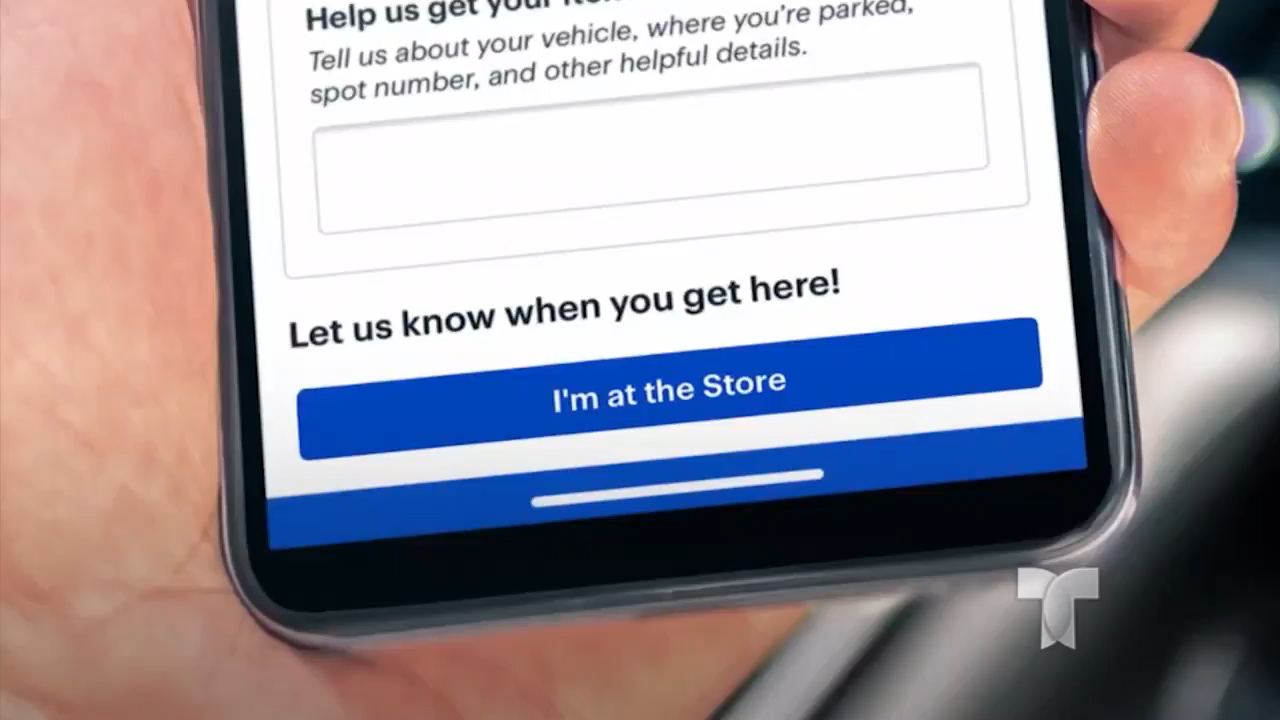 Help us get your
Tell us about your vehicle, where you're parked,
spot number, and other helpful details.
Let us know when you get here!
I'm at the Store